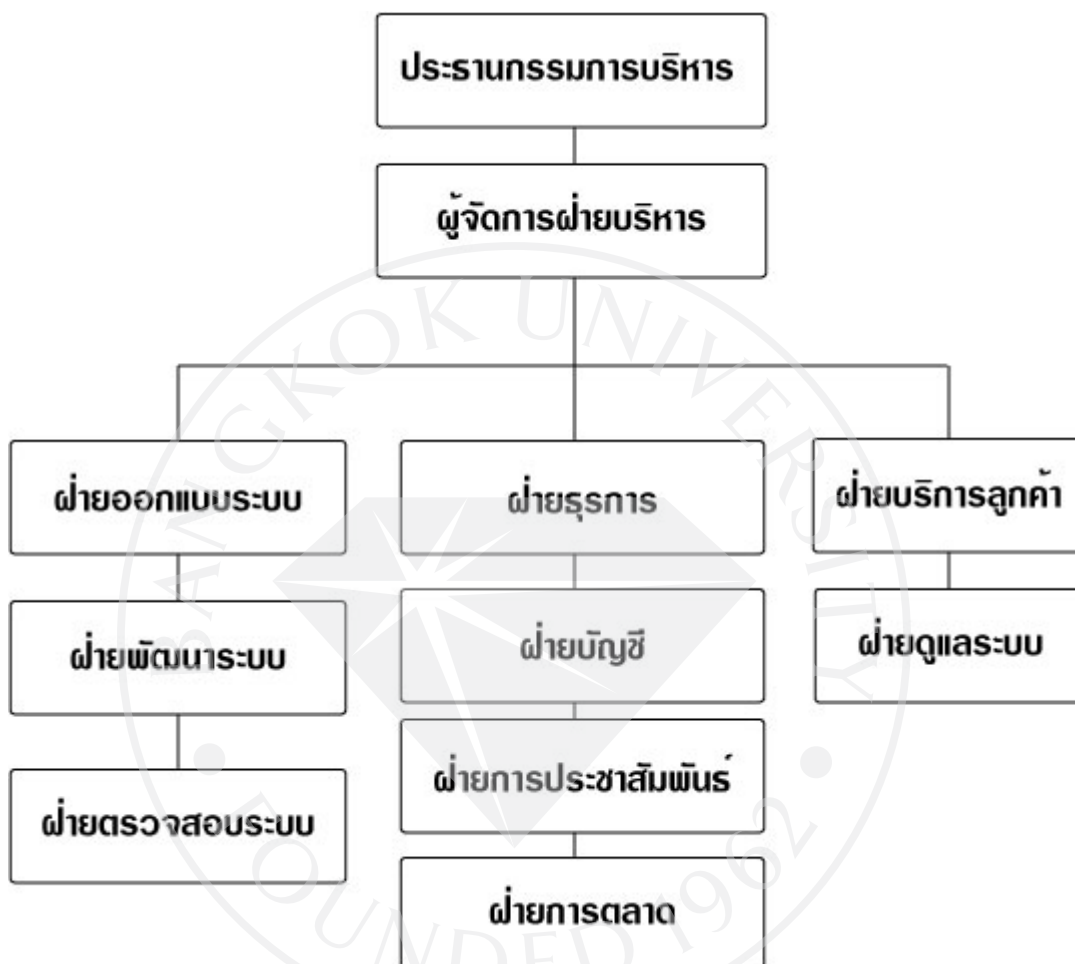 ประธานกรรมการบริหาร
ผู้จัดการฝ่ายบริหาร
ฝ่ายออกแบบระบบ
ฝ่ายธุรการ
ฝ่ายบริการลูกค้า
ฝ่ายพัฒนาระบบ
ฝ่ายบัญชี
ฝ่ายดูแลระบบ
ฝ่ายตรวจสอบระบบ
ฝ่ายการประชาสัมพันธ์
ฝ่ายการตลาด
BANGKOK UNIVERSITY
FOUNDED 1962